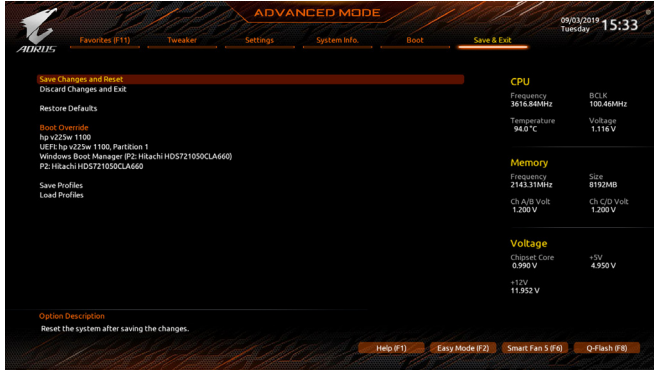 ADVANCED MODE
09/03/2019 Tuesday 15:33
AORUS
Favorites (F11) Tweaker Settings System Info. Boot Save & Exit
Save Changes and Reset
Discard Changes and Exit
Restore Defaults
Boot Override
hp v225w 1100
UEFI: hp v225w 1100, Partition 1
Windows Boot Manager (P2: Hitachi HDS721050CLA660)
P2: Hitachi HDS721050CLA660
Save Profiles
Load Profiles
CPU
Frequency BCLK
3616.84MHz 100.46MHz
Temperature Voltage
94.0 °C 1.116 V
Memory
Frequency Size
2143.31MHz 8192MB
Ch A/B Volt Ch C/D Volt
1.200 V 1.200 V
Voltage
Chipset Core +5V
0.990 V 4.950 V
+12V
11.952 V
Option Description
Reset the system after saving the changes.
Help (F1) Easy Mode (F2) Smart Fan 5 (F6) Q-Flash (F8)